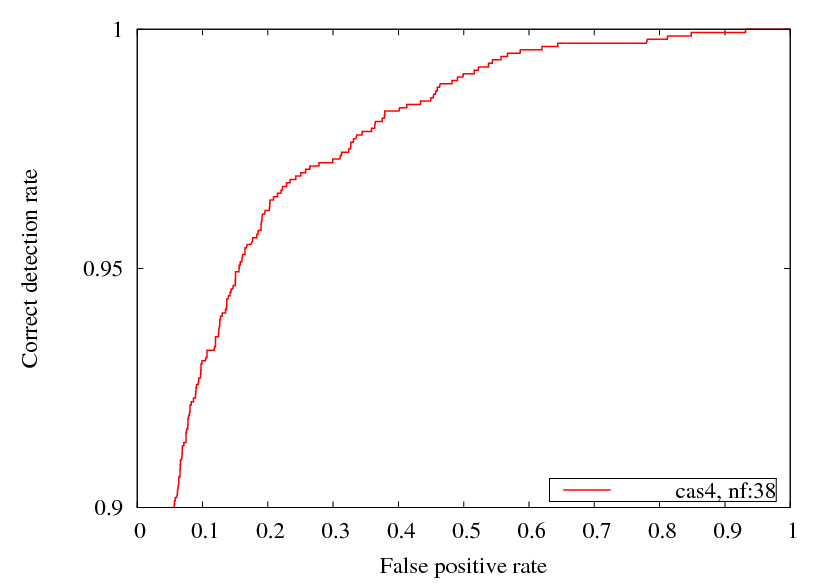 1
0.95
0.9
Correct detection rate
cas4, nf:38
0 0.1 0.2 0.3 0.4 0.5 0.6 0.7 0.8 0.9 1
False positive rate